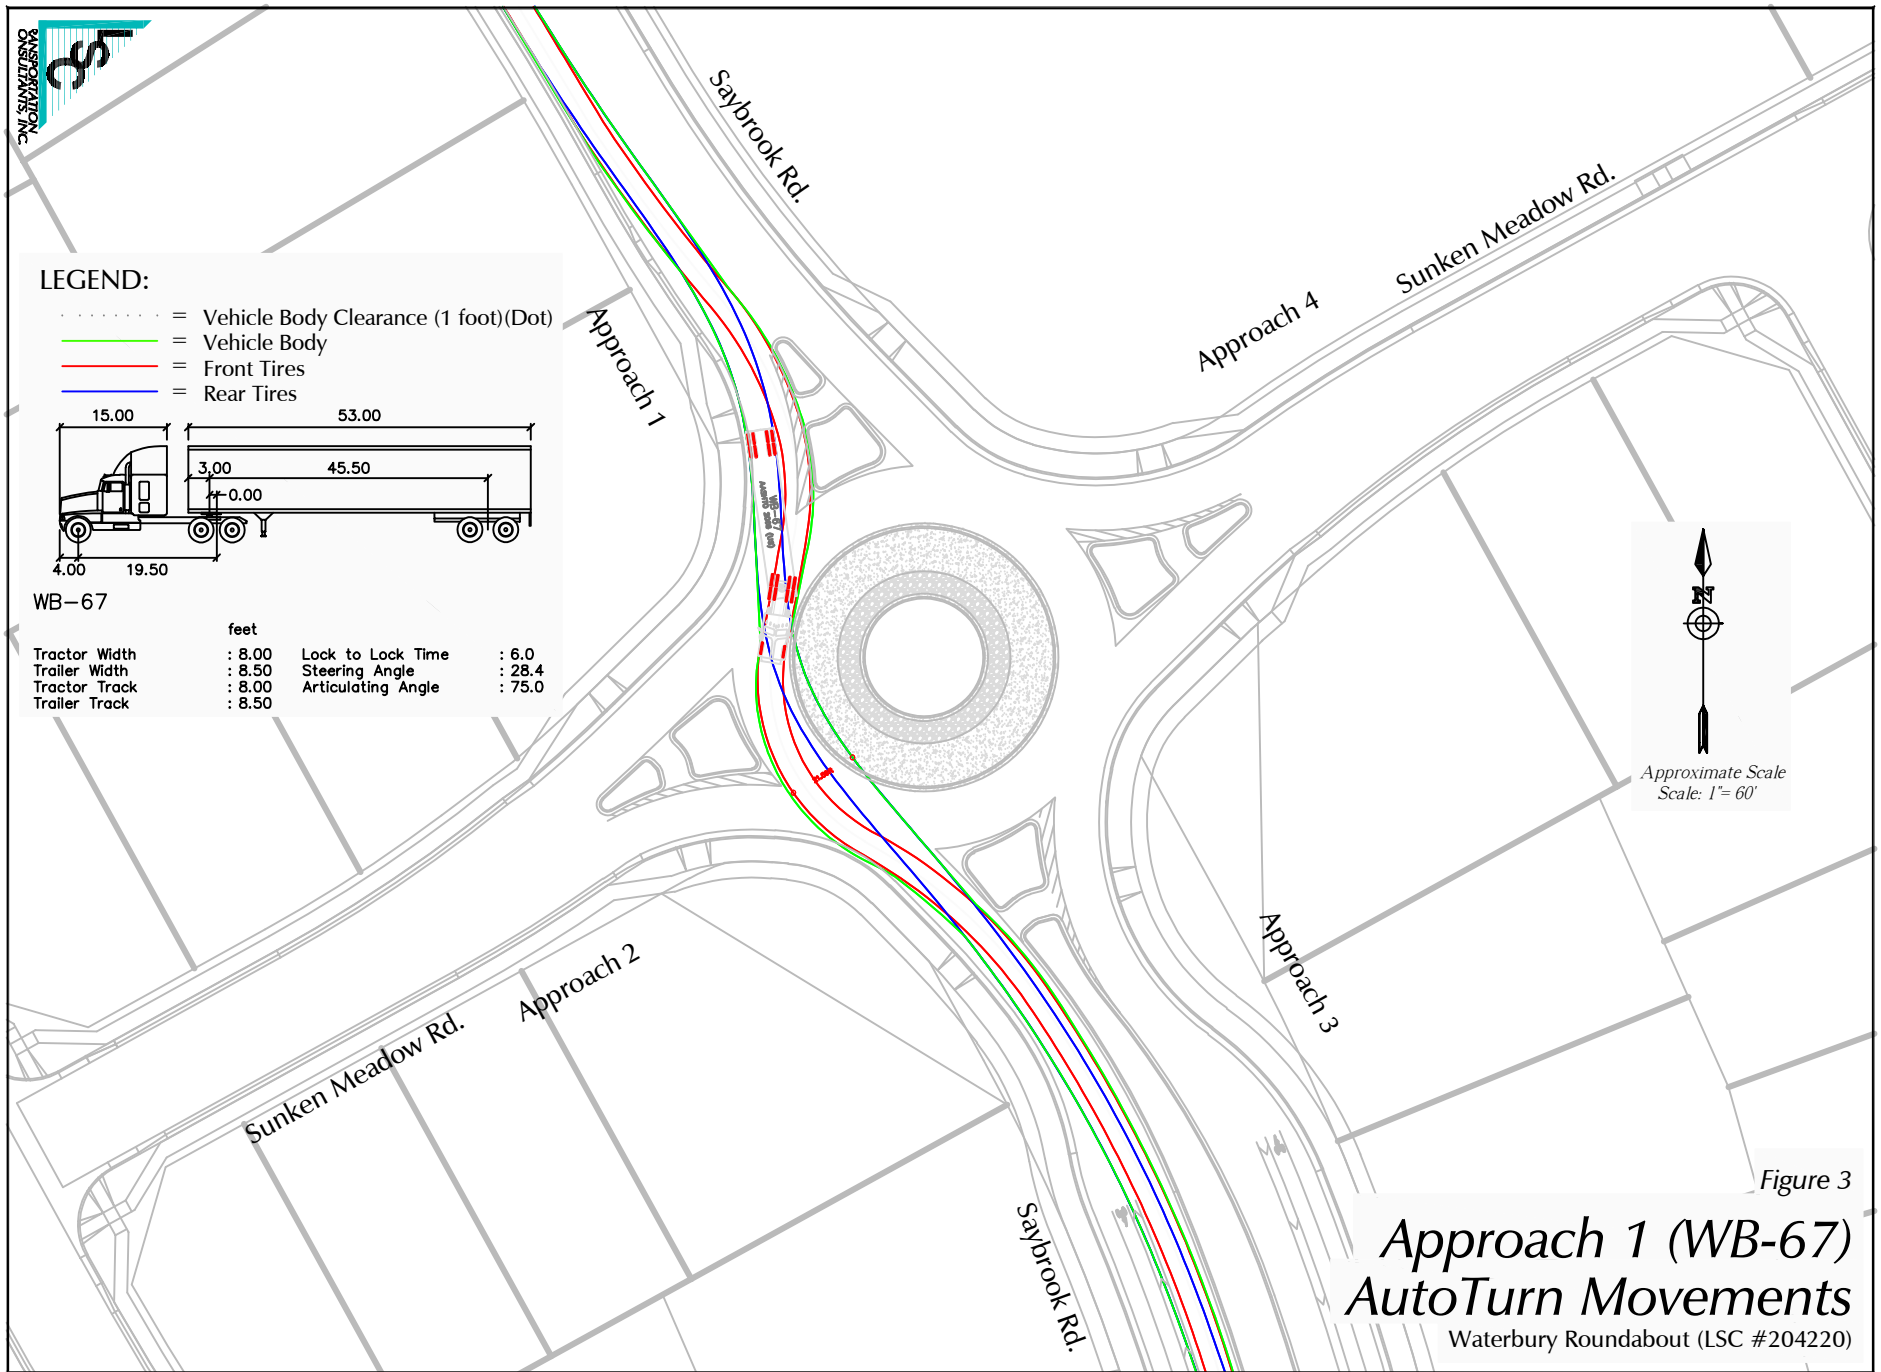 LSC
RANSPORTATION
ONSULTANTS, INC.
Saybrook Rd.
Sunken Meadow Rd.
Approach 4
Approach 1
LEGEND:
= Vehicle Body Clearance (1 foot)(Dot)
= Vehicle Body
= Front Tires
= Rear Tires
15.00 53.00
3.00 45.50
0.00
4.00 19.50
WB-67
feet
Tractor Width : 8.00 Lock to Lock Time : 6.0
Trailer Width : 8.50 Steering Angle : 28.4
Tractor Track : 8.00 Articulating Angle : 75.0
Trailer Track : 8.50
WB-67
N
Approximate Scale
Scale: 1"= 60'
Approach 2
Sunken Meadow Rd.
Approach 3
Saybrook Rd.
Figure 3
Approach 1 (WB-67)
AutoTurn Movements
Waterbury Roundabout (LSC #204220)